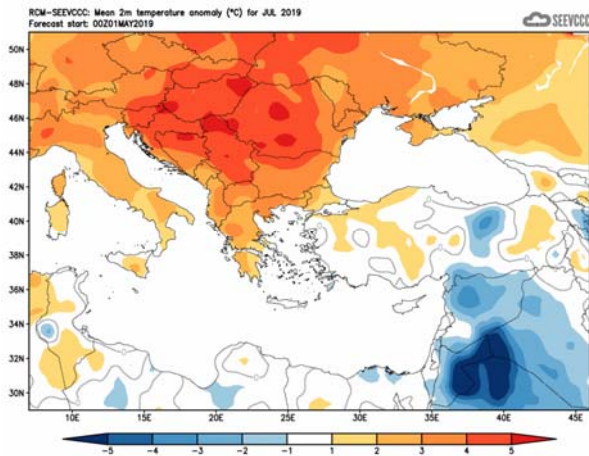 RCM-SEEVCCC: Mean 2m temperature anomaly (°C) for JUL 2019
Forecast start: 00Z01MAY2019
SEEVCCC
50N
48N
46N
44N
42N
40N
38N
36N
34N
32N
30N
10E 15E 20E 25E 30E 35E 40E 45E
-5 -4 -3 -2 -1 1 2 3 4 5